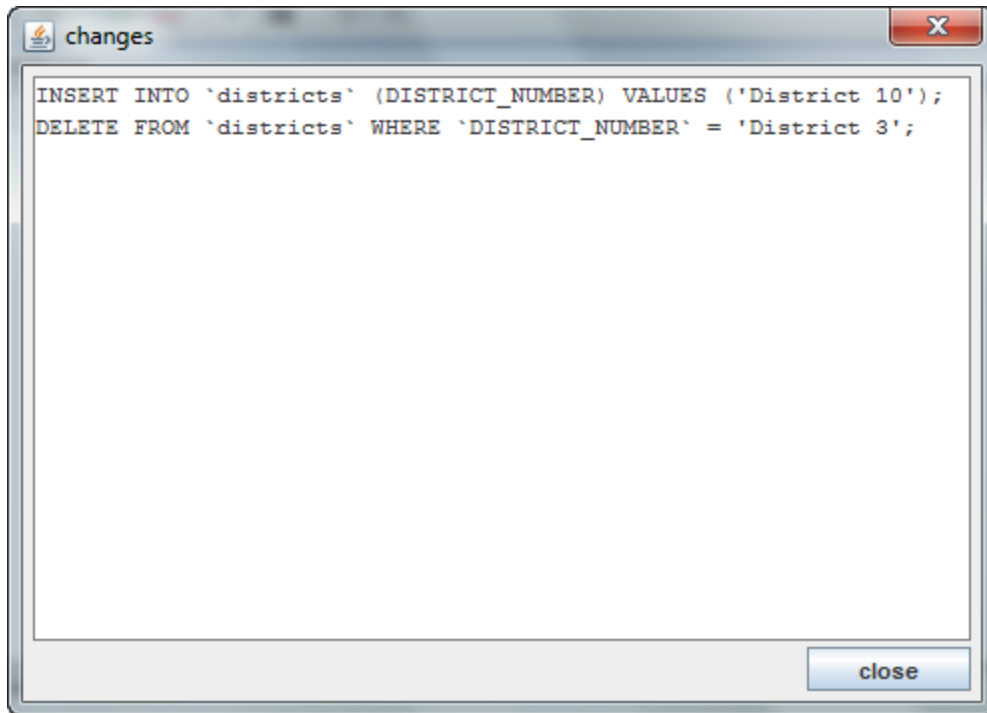 changes
INSERT INTO `districts` (DISTRICT_NUMBER) VALUES ('District 10');
DELETE FROM `districts` WHERE `DISTRICT_NUMBER` = 'District 3';
close